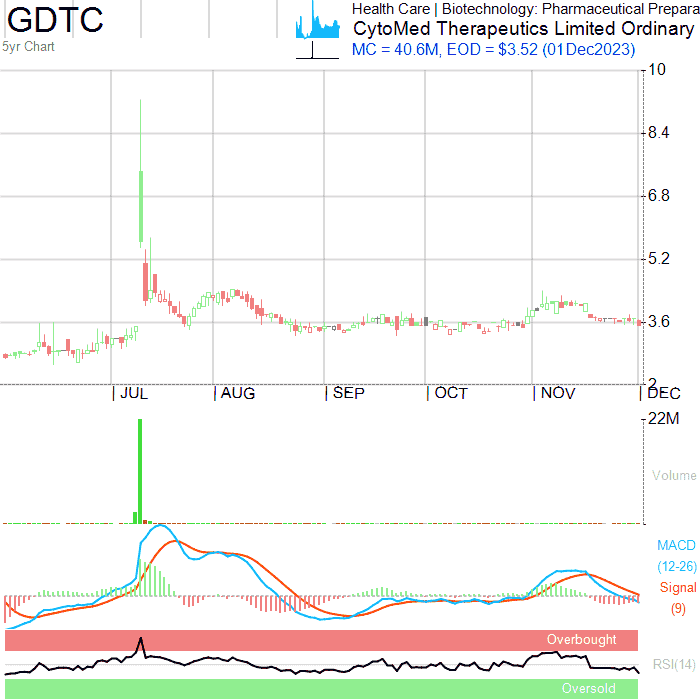 GDTC
5yr Chart
Health Care | Biotechnology: Pharmaceutical Prepara
CytoMed Therapeutics Limited Ordinary
MC = 40.6M, EOD = $3.52 (01Dec2023)
10
8.4
6.8
5.2
3.6
2
JUL AUG SEP OCT NOV DEC
22M
Volume
MACD
(12-26)
Signal
(9)
Overbought
RSI(14)
Oversold